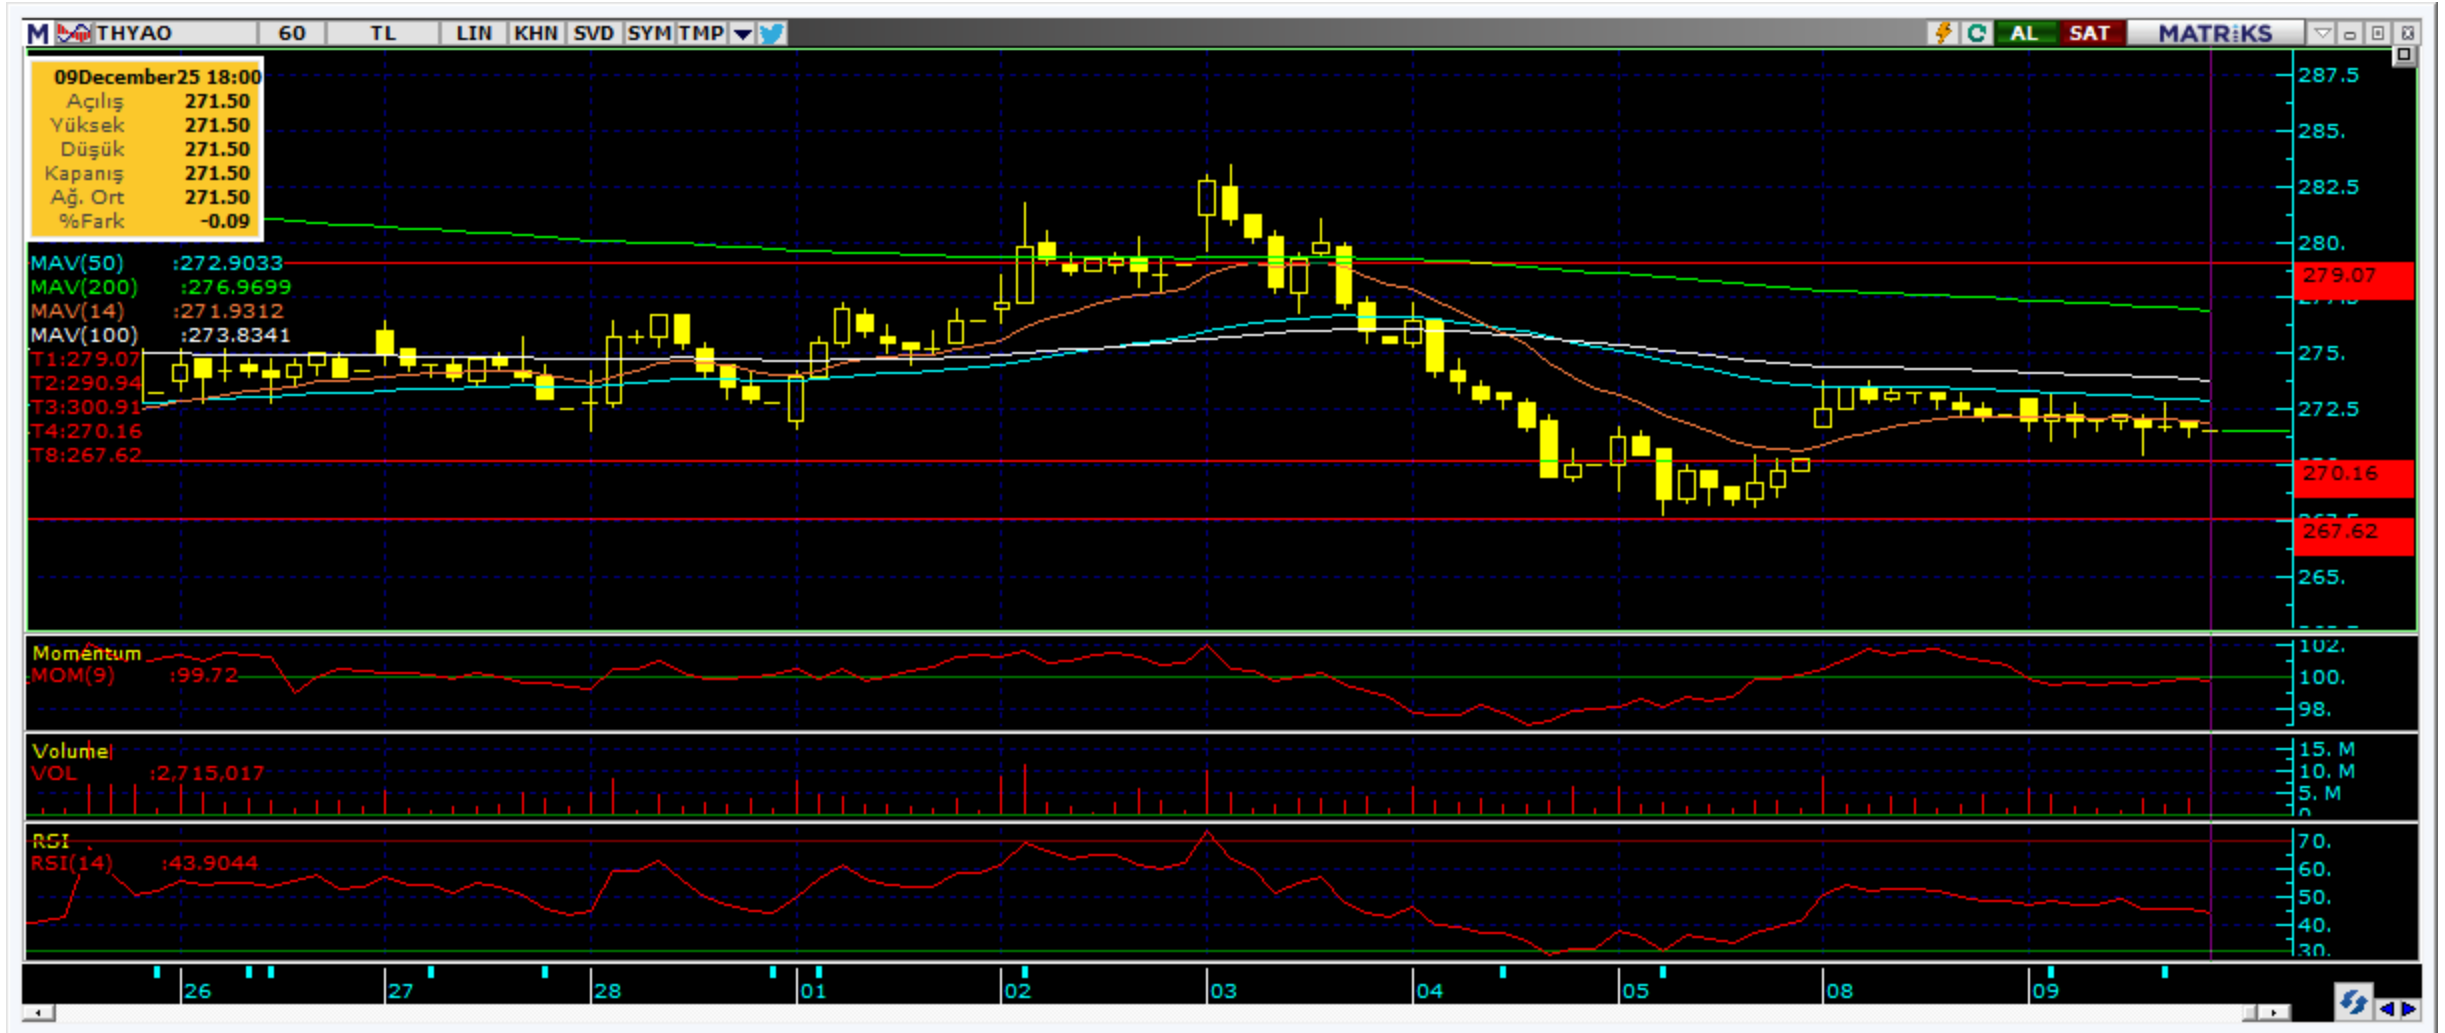 M THYAO 60 TL LIN KHN SVD SYM TMP AL SAT MATRiKS
09December25 18:00
Açılış 271.50
Yüksek 271.50
Düşük 271.50
Kapanış 271.50
Ağ. Ort 271.50
%Fark -0.09
MAV(50) :272.9033
MAV(200) :276.9699
MAV(14) :271.9312
MAV(100) :273.8341
T1:279.07
T2:290.94
T3:300.91
T4:270.16
T8:267.62
287.5
285.
282.5
280.
279.07
275.
272.5
270.16
267.62
265.
Momentum
MOM(9) :99.72
102.
100.
98.
Volume
VOL :2,715,017
15. M
10. M
5. M
0.
RSI
RSI(14) :43.9044
70.
60.
50.
40.
30.
26 27 28 01 02 03 04 05 08 09